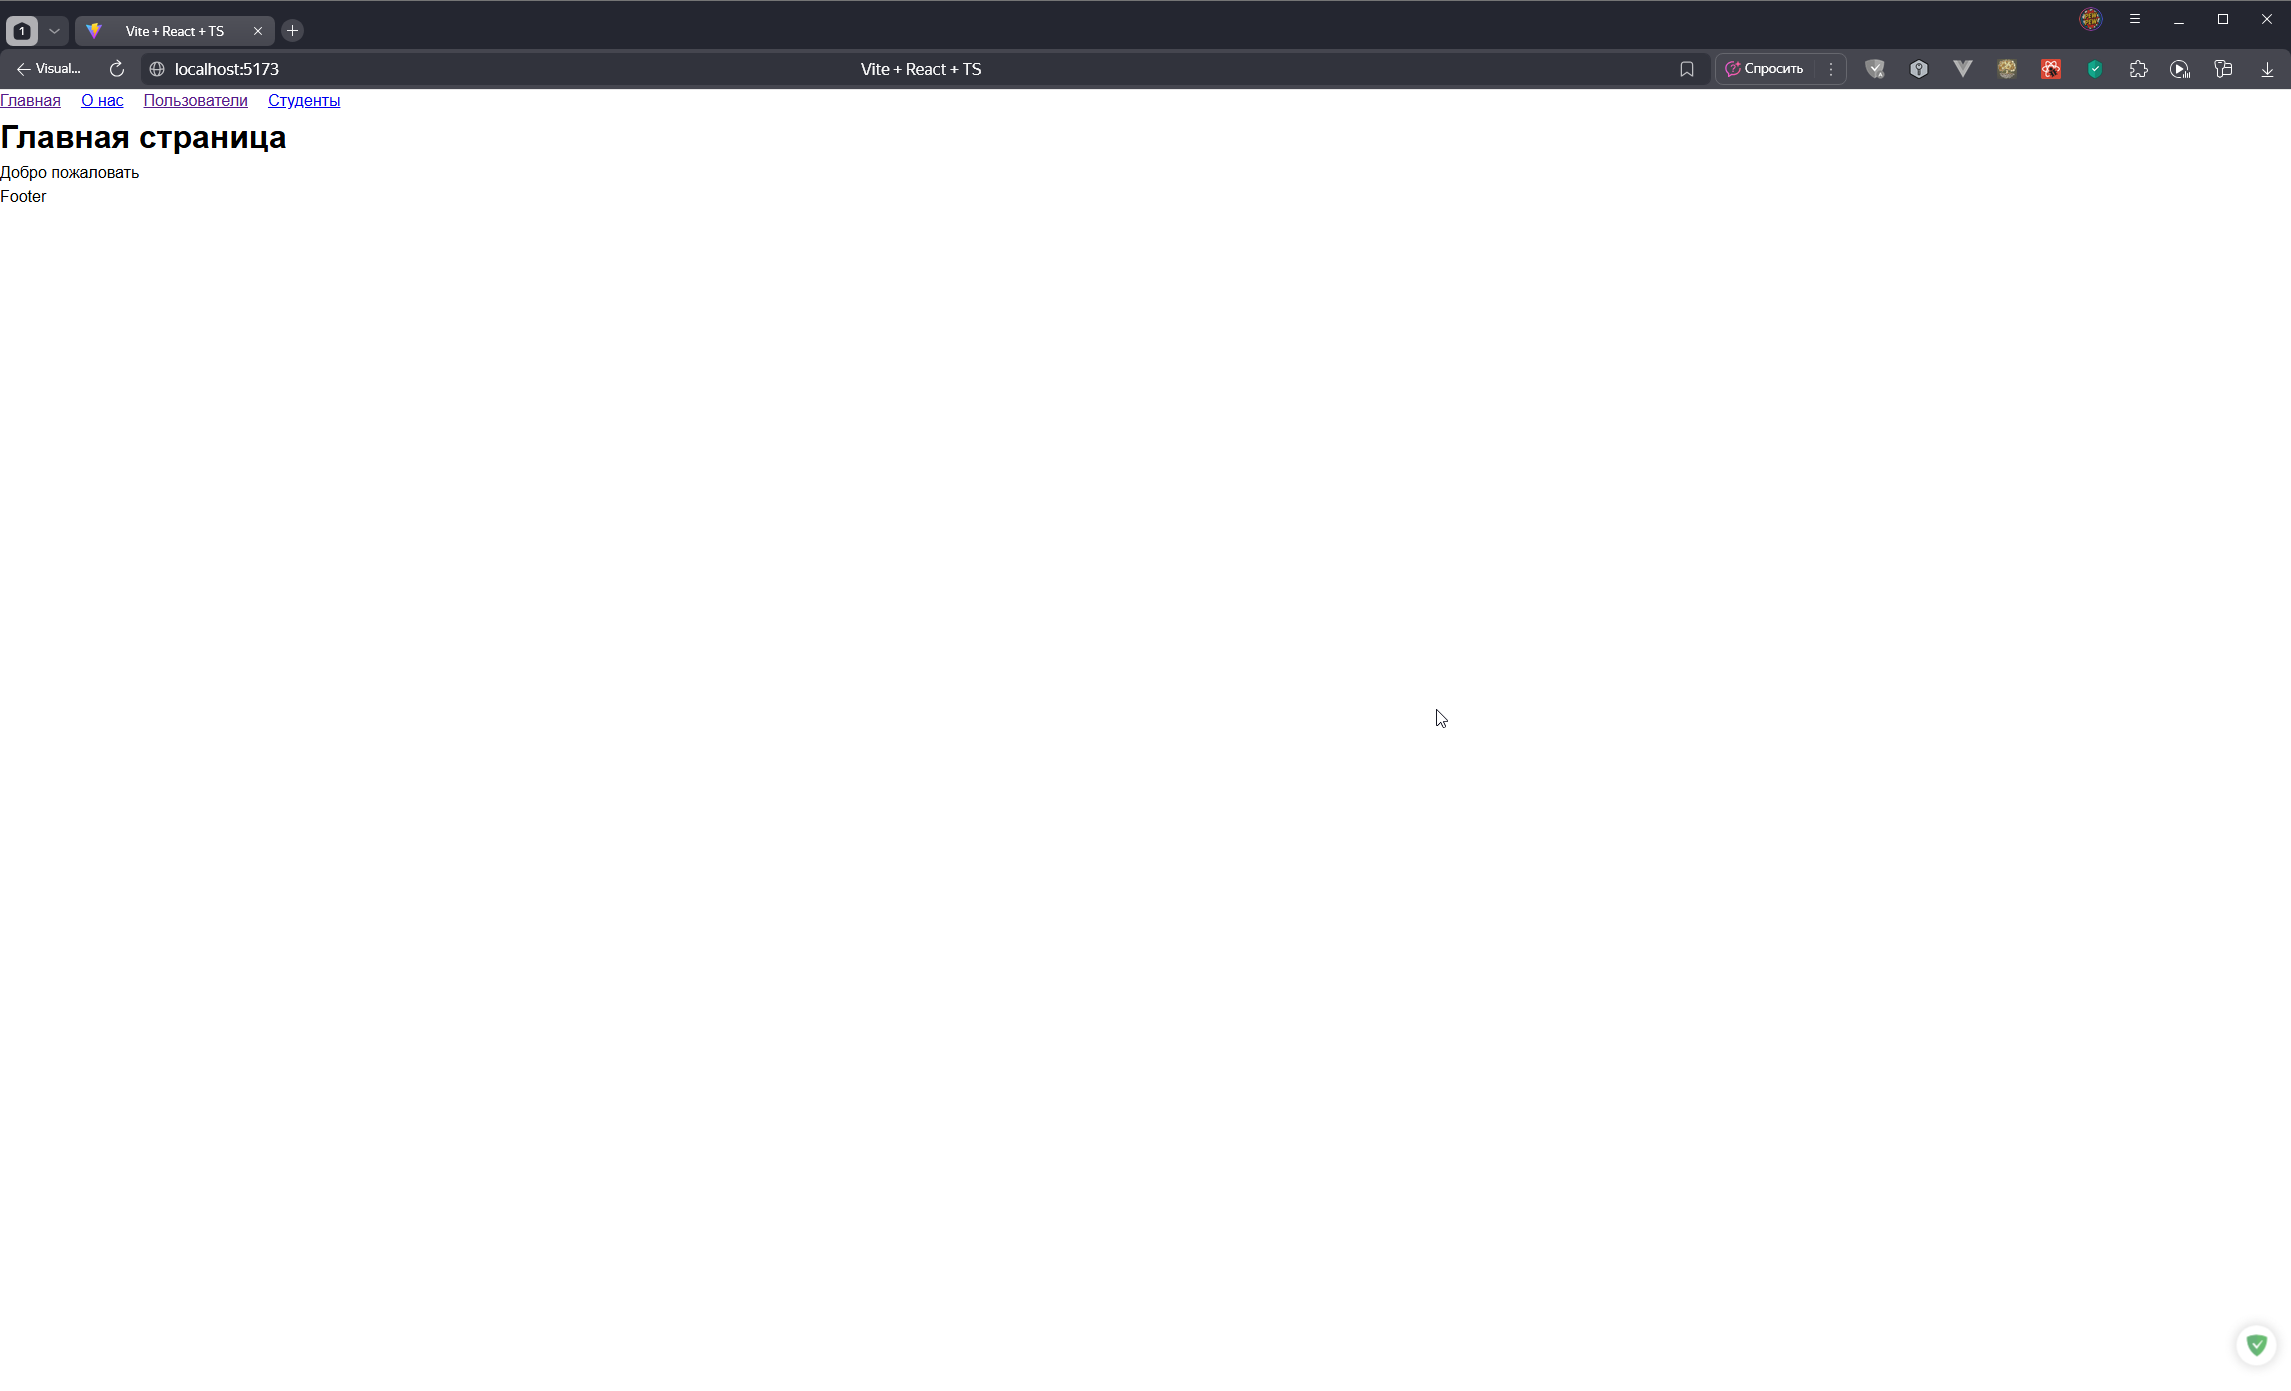 1
Vite + React + TS
Visual...
localhost:5173
Vite + React + TS
Спросить
Главная О нас Пользователи Студенты
Главная страница
Добро пожаловать
Footer